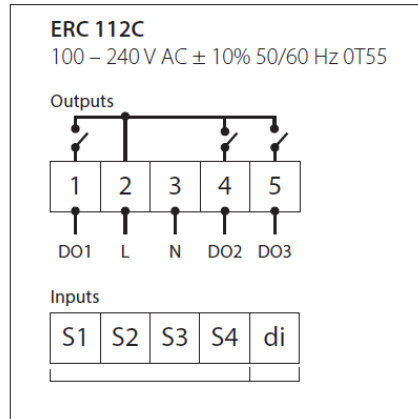 ERC 112C
100 – 240 V AC ± 10% 50/60 Hz 0T55
Outputs
1 2 3 4 5
DO1 L N DO2 DO3
Inputs
S1 S2 S3 S4 di